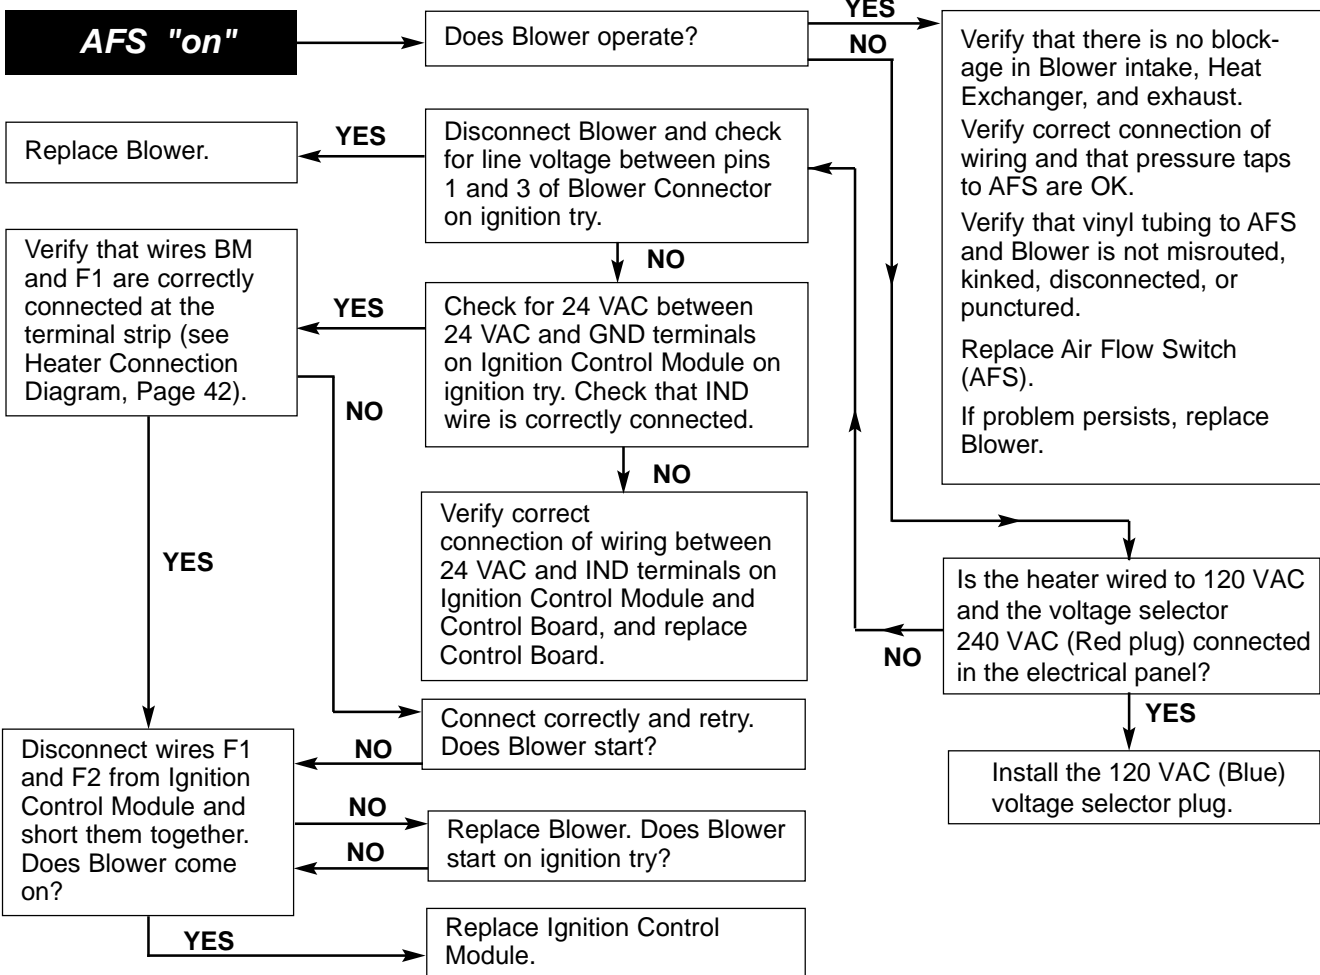 AFS "on"
Does Blower operate?
YES
NO
Verify that there is no block-
age in Blower intake, Heat
Exchanger, and exhaust.
Verify correct connection of
wiring and that pressure taps
to AFS are OK.
Verify that vinyl tubing to AFS
and Blower is not misrouted,
kinked, disconnected, or
punctured.
Replace Air Flow Switch
(AFS).
If problem persists, replace
Blower.
Replace Blower.
YES
Disconnect Blower and check
for line voltage between pins
1 and 3 of Blower Connector
on ignition try.
NO
Verify that wires BM
and F1 are correctly
connected at the
terminal strip (see
Heater Connection
Diagram, Page 42).
YES
NO
Check for 24 VAC between
24 VAC and GND terminals
on Ignition Control Module on
ignition try. Check that IND
wire is correctly connected.
NO
Verify correct
connection of wiring between
24 VAC and IND terminals on
Ignition Control Module and
Control Board, and replace
Control Board.
YES
Is the heater wired to 120 VAC
and the voltage selector
240 VAC (Red plug) connected
in the electrical panel?
NO
YES
Install the 120 VAC (Blue)
voltage selector plug.
Connect correctly and retry.
Does Blower start?
NO
Disconnect wires F1
and F2 from Ignition
Control Module and
short them together.
Does Blower come
on?
NO
NO
Replace Blower. Does Blower
start on ignition try?
YES
Replace Ignition Control
Module.